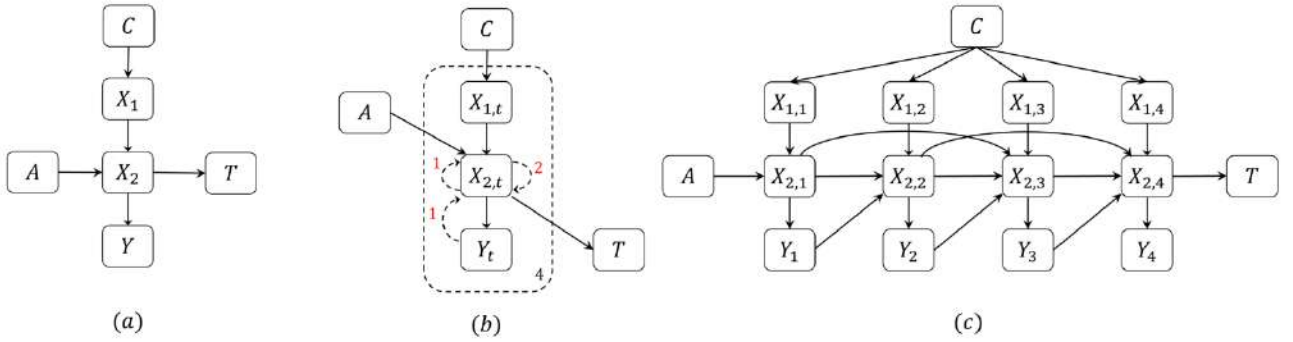 C
X₁
A X₂ T
Y
(a)
C
X₁,t
A
1 X₂,t 2
1
Yt
T
4
(b)
C
X₁,₁ X₁,₂ X₁,₃ X₁,₄
A X₂,₁ X₂,₂ X₂,₃ X₂,₄ T
Y₁ Y₂ Y₃ Y₄
(c)